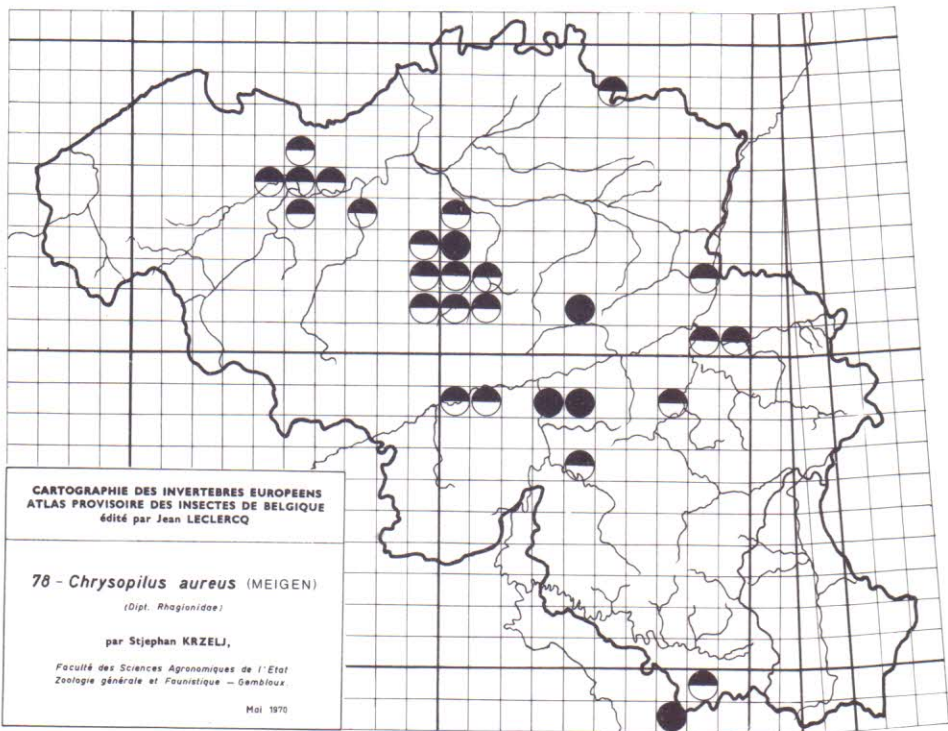 CARTOGRAPHIE DES INVERTEBRES EUROPEENS
ATLAS PROVISOIRE DES INSECTES DE BELGIQUE
édité par Jean LECLERCQ
78 - Chrysopilus aureus (MEIGEN)
(Dipt. Rhagionidae)
par Stjephan KRZELJ,
Faculté des Sciences Agronomiques de l'Etat
Zoologie générale et Faunistique — Gembloux.
Mai 1970